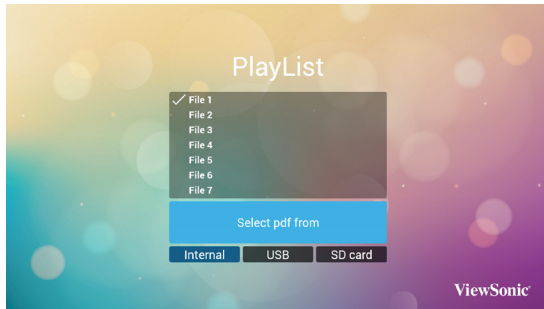 PlayList
File 1
File 2
File 3
File 4
File 5
File 6
File 7
Select pdf from
Internal USB SD card
ViewSonic®